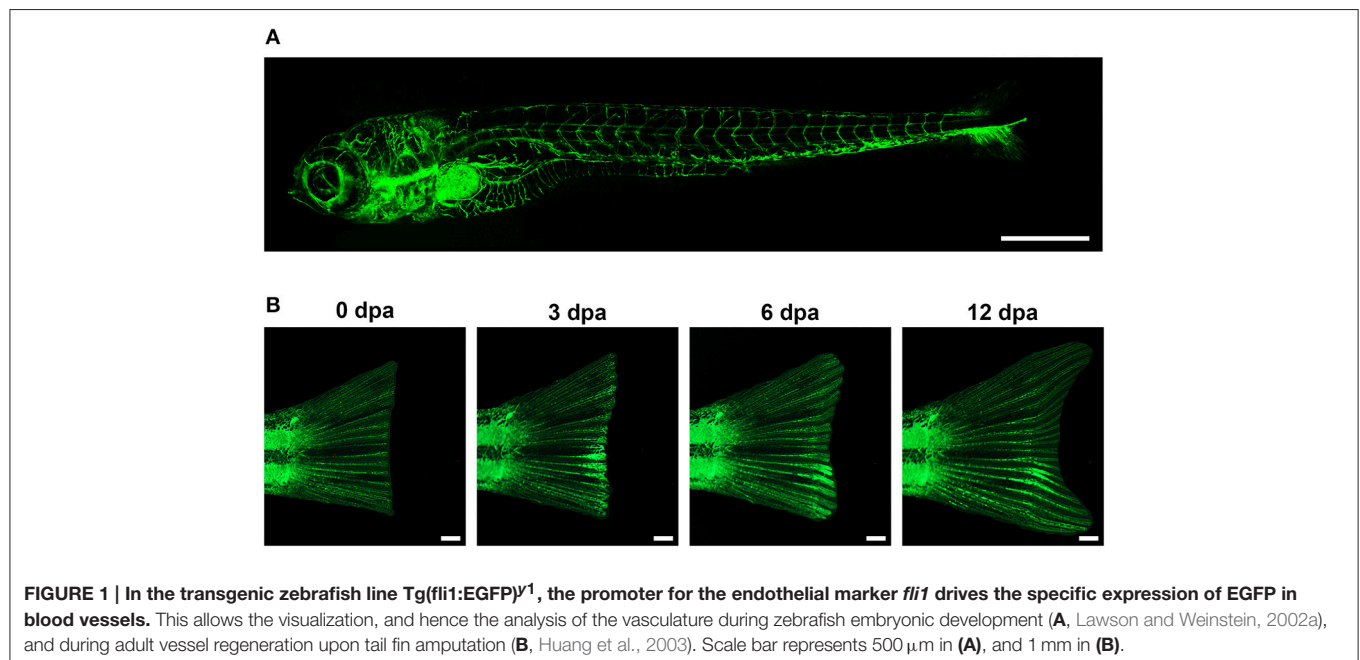 A
B
0 dpa
3 dpa
6 dpa
12 dpa
FIGURE 1 | In the transgenic zebrafish line Tg(fli1:EGFP)y1, the promoter for the endothelial marker fli1 drives the specific expression of EGFP in
blood vessels. This allows the visualization, and hence the analysis of the vasculature during zebrafish embryonic development (A, Lawson and Weinstein, 2002a),
and during adult vessel regeneration upon tail fin amputation (B, Huang et al., 2003). Scale bar represents 500 μm in (A), and 1 mm in (B).